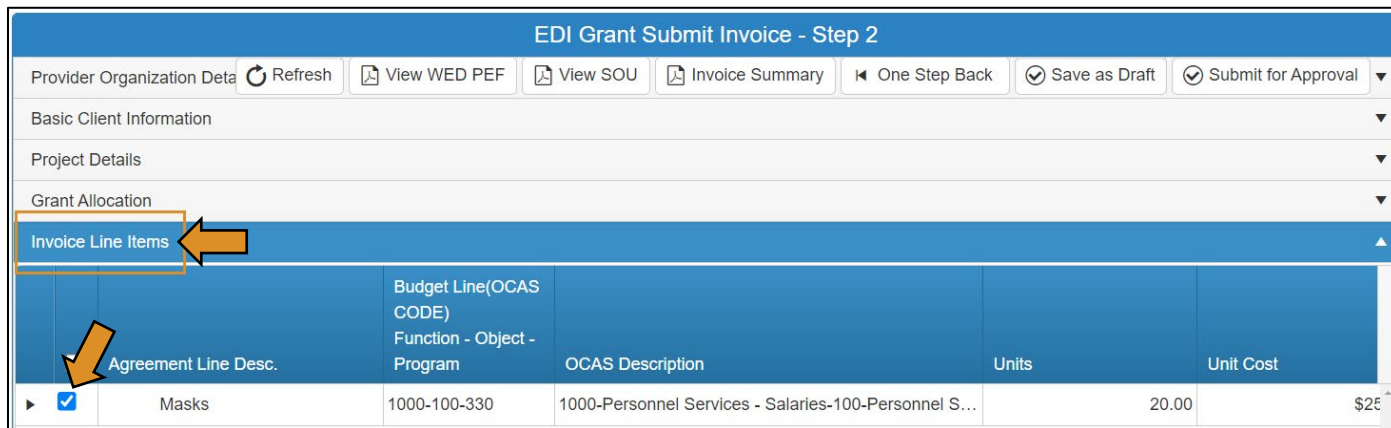 EDI Grant Submit Invoice - Step 2
Provider Organization Deta Refresh View WED PEF View SOU Invoice Summary One Step Back Save as Draft Submit for Approval
Basic Client Information
Project Details
Grant Allocation
Invoice Line Items
Agreement Line Desc.
Budget Line(OCAS
CODE)
Function - Object -
Program
OCAS Description
Units
Unit Cost
Masks 1000-100-330 1000-Personnel Services - Salaries-100-Personnel S... 20.00 $25